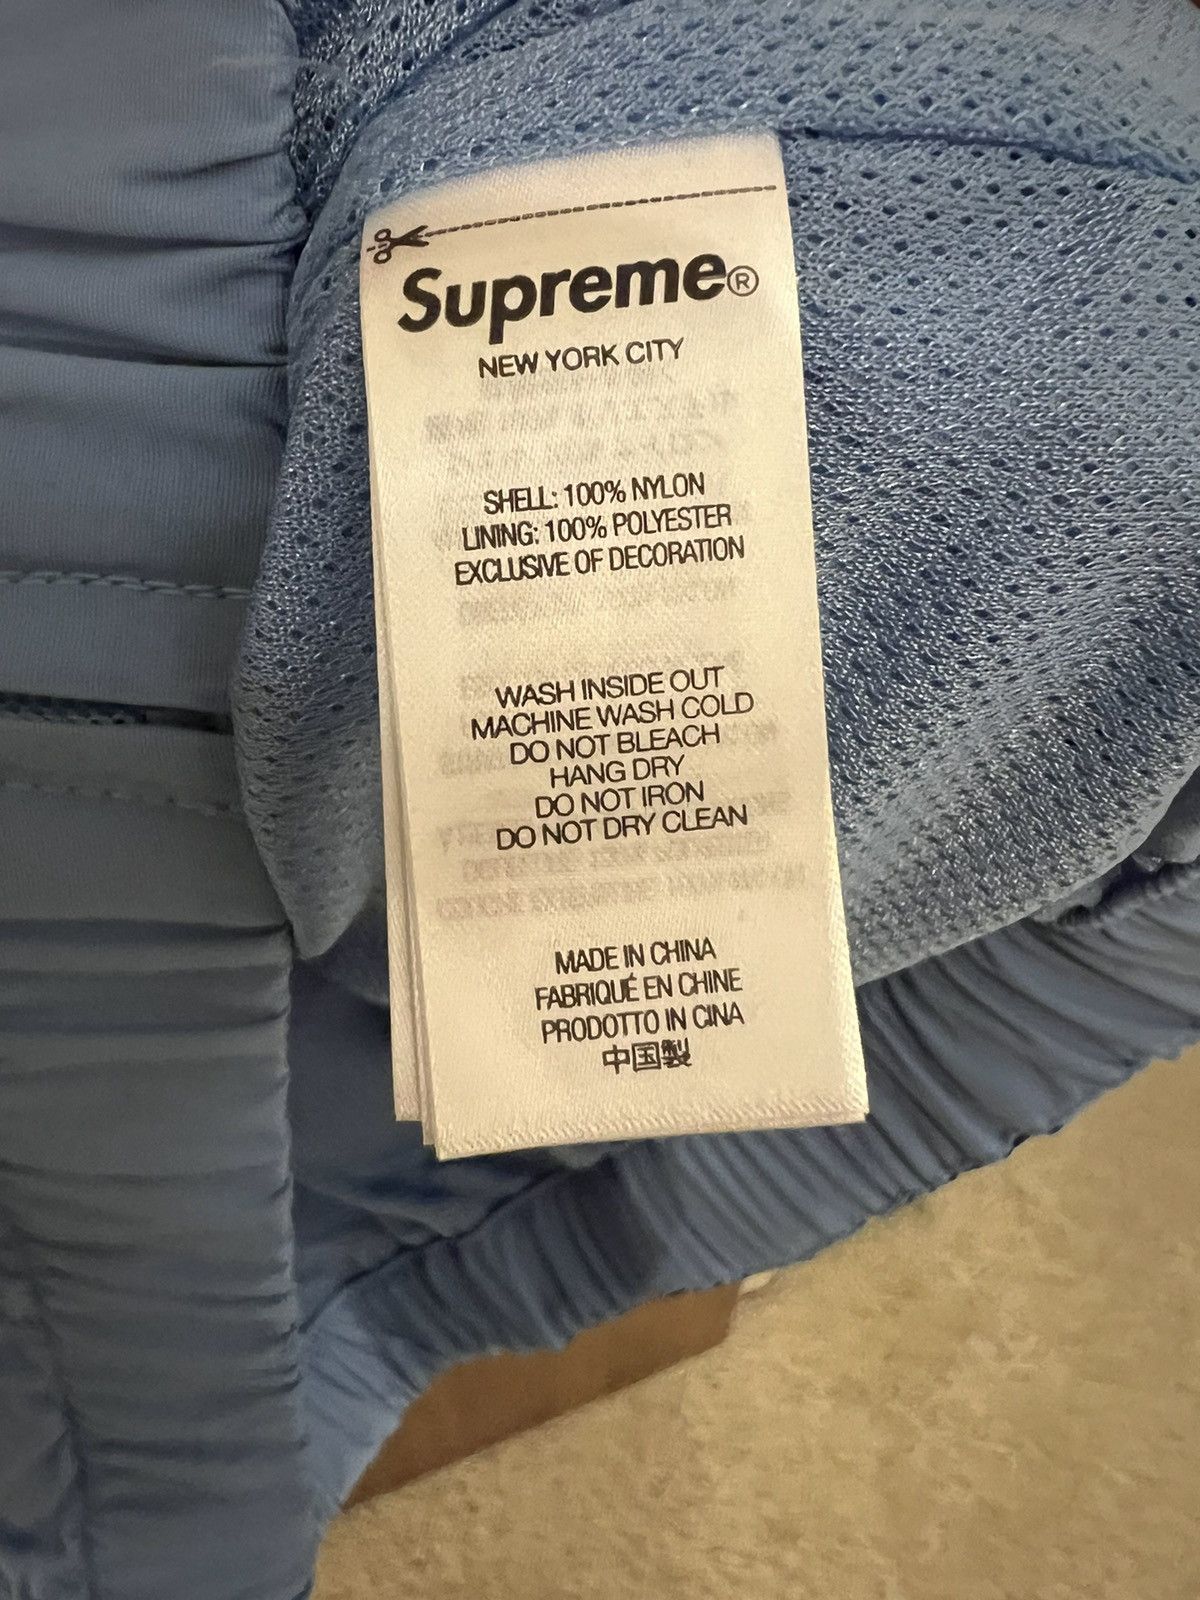 Supreme®
NEW YORK CITY
SHELL: 100% NYLON
LINING: 100% POLYESTER
EXCLUSIVE OF DECORATION
WASH INSIDE OUT
MACHINE WASH COLD
DO NOT BLEACH
HANG DRY
DO NOT IRON
DO NOT DRY CLEAN
MADE IN CHINA
FABRIQUÉ EN CHINE
PRODOTTO IN CINA
中国製